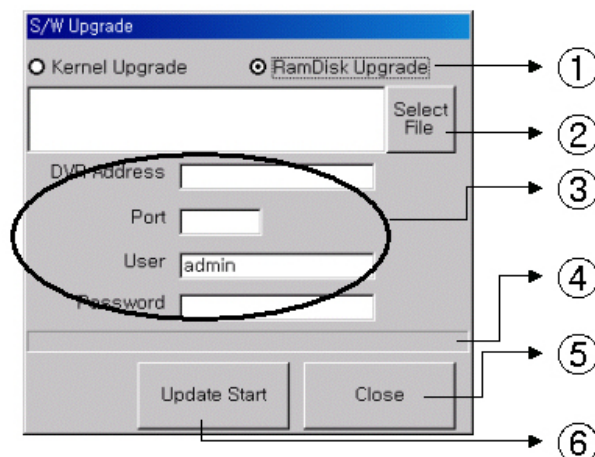 S/W Upgrade
Kernel Upgrade
RamDisk Upgrade
①
Select
File
②
DVR Address
③
Port
User
admin
④
Password
⑤
Update Start
Close
⑥